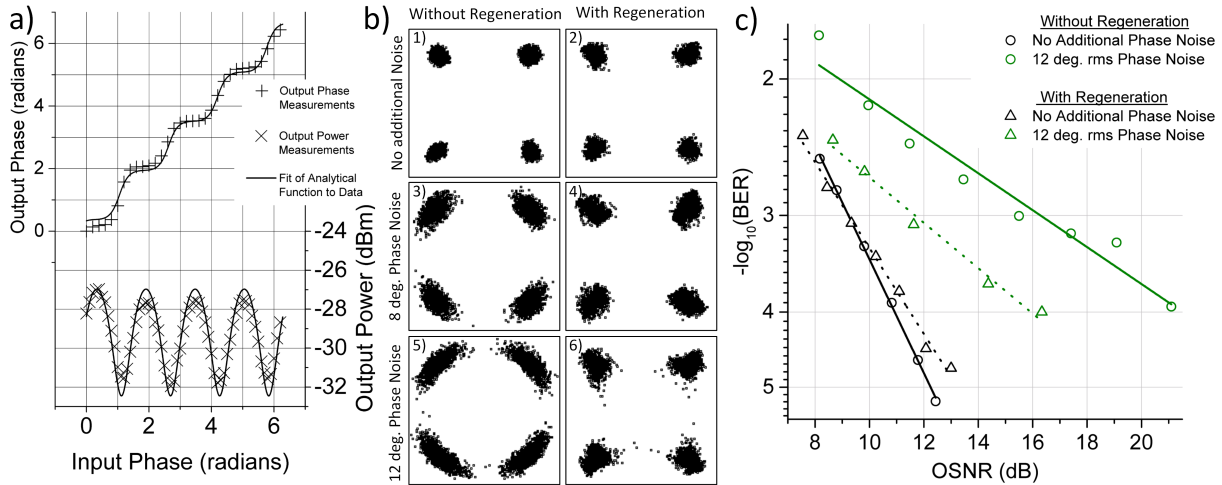 a)
Output Phase (radians)
6
4
2
0
Output Phase
Measurements
Output Power
Measurements
Fit of Analytical
Function to Data
-24
-26
-28
-30
-32
Output Power (dBm)
0 2 4 6
Input Phase (radians)
b)
Without Regeneration With Regeneration
No additional Noise
1)
2)
8 deg. Phase Noise
3)
4)
12 deg. Phase Noise
5)
6)
c)
-log10(BER)
2
3
4
5
Without Regeneration
No Additional Phase Noise
12 deg. rms Phase Noise
With Regeneration
No Additional Phase Noise
12 deg. rms Phase Noise
8 10 12 14 16 18 20
OSNR (dB)